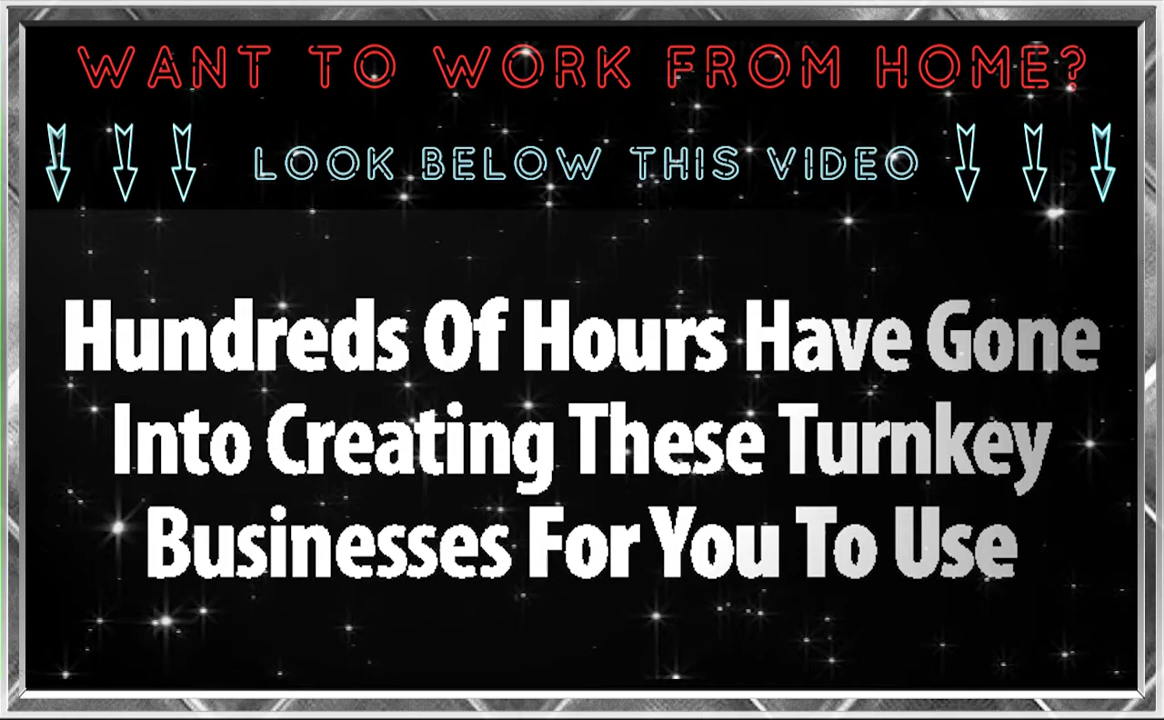 WANT TO WORK FROM HOME?
LOOK BELOW THIS VIDEO
Hundreds Of Hours Have Gone
Into Creating These Turnkey
Businesses For You To Use